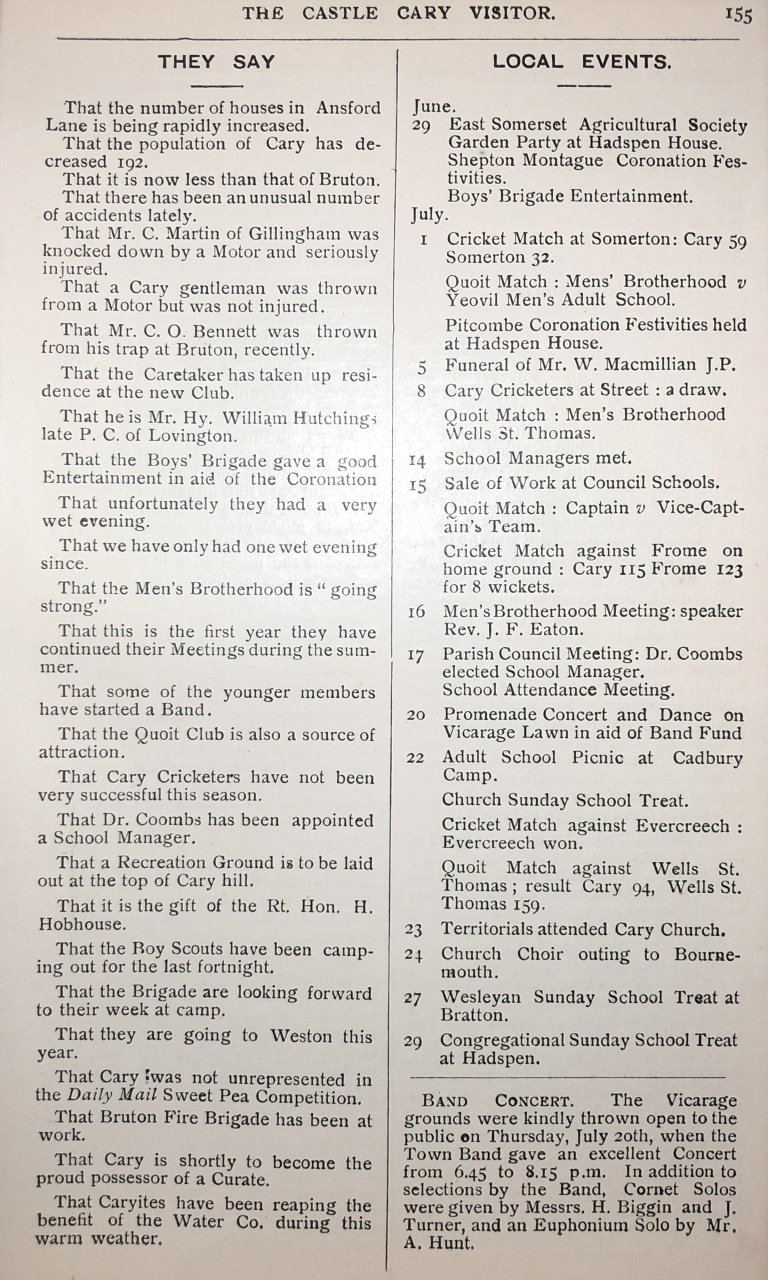 THE CASTLE CARY VISITOR. 155
THEY SAY
That the number of houses in Ansford
Lane is being rapidly increased.
That the population of Cary has de-
creased 192.
That it is now less than that of Bruton.
That there has been an unusual number
of accidents lately.
That Mr. C. Martin of Gillingham was
knocked down by a Motor and seriously
injured.
That a Cary gentleman was thrown
from a Motor but was not injured.
That Mr. C. O. Bennett was thrown
from his trap at Bruton, recently.
That the Caretaker has taken up resi-
dence at the new Club.
That he is Mr. Hy. William Hutchings
late P. C. of Lovington.
That the Boys' Brigade gave a good
Entertainment in aid of the Coronation
That unfortunately they had a very
wet evening.
That we have only had one wet evening
since.
That the Men's Brotherhood is "going
strong."
That this is the first year they have
continued their Meetings during the sum-
mer.
That some of the younger members
have started a Band.
That the Quoit Club is also a source of
attraction.
That Cary Cricketers have not been
very successful this season.
That Dr. Coombs has been appointed
a School Manager.
That a Recreation Ground is to be laid
out at the top of Cary hill.
That it is the gift of the Rt. Hon. H.
Hobhouse.
That the Boy Scouts have been camp-
ing out for the last fortnight.
That the Brigade are looking forward
to their week at camp.
That they are going to Weston this
year.
That Cary was not unrepresented in
the Daily Mail Sweet Pea Competition.
That Bruton Fire Brigade has been at
work.
That Cary is shortly to become the
proud possessor of a Curate.
That Caryites have been reaping the
benefit of the Water Co. during this
warm weather.
LOCAL EVENTS.
June.
29 East Somerset Agricultural Society
Garden Party at Hadspen House.
Shepton Montague Coronation Fes-
tivities.
Boys' Brigade Entertainment.
July.
1 Cricket Match at Somerton: Cary 59
Somerton 32.
Quoit Match : Mens' Brotherhood v
Yeovil Men's Adult School.
Pitcombe Coronation Festivities held
at Hadspen House.
5 Funeral of Mr. W. Macmillian J.P.
8 Cary Cricketers at Street : a draw.
Quoit Match : Men's Brotherhood
Wells St. Thomas.
14 School Managers met.
15 Sale of Work at Council Schools.
Quoit Match : Captain v Vice-Capt-
ain's Team.
Cricket Match against Frome on
home ground : Cary 115 Frome 123
for 8 wickets.
16 Men's Brotherhood Meeting: speaker
Rev. J. F. Eaton.
17 Parish Council Meeting: Dr. Coombs
elected School Manager.
School Attendance Meeting.
20 Promenade Concert and Dance on
Vicarage Lawn in aid of Band Fund
22 Adult School Picnic at Cadbury
Camp.
Church Sunday School Treat.
Cricket Match against Evercreech :
Evercreech won.
Quoit Match against Wells St.
Thomas ; result Cary 94, Wells St.
Thomas 159.
23 Territorials attended Cary Church.
24 Church Choir outing to Bourne-
mouth.
27 Wesleyan Sunday School Treat at
Bratton.
29 Congregational Sunday School Treat
at Hadspen.
BAND CONCERT. The Vicarage
grounds were kindly thrown open to the
public on Thursday, July 20th, when the
Town Band gave an excellent Concert
from 6.45 to 8.15 p.m. In addition to
selections by the Band, Cornet Solos
were given by Messrs. H. Biggin and J.
Turner, and an Euphonium Solo by Mr.
A. Hunt.